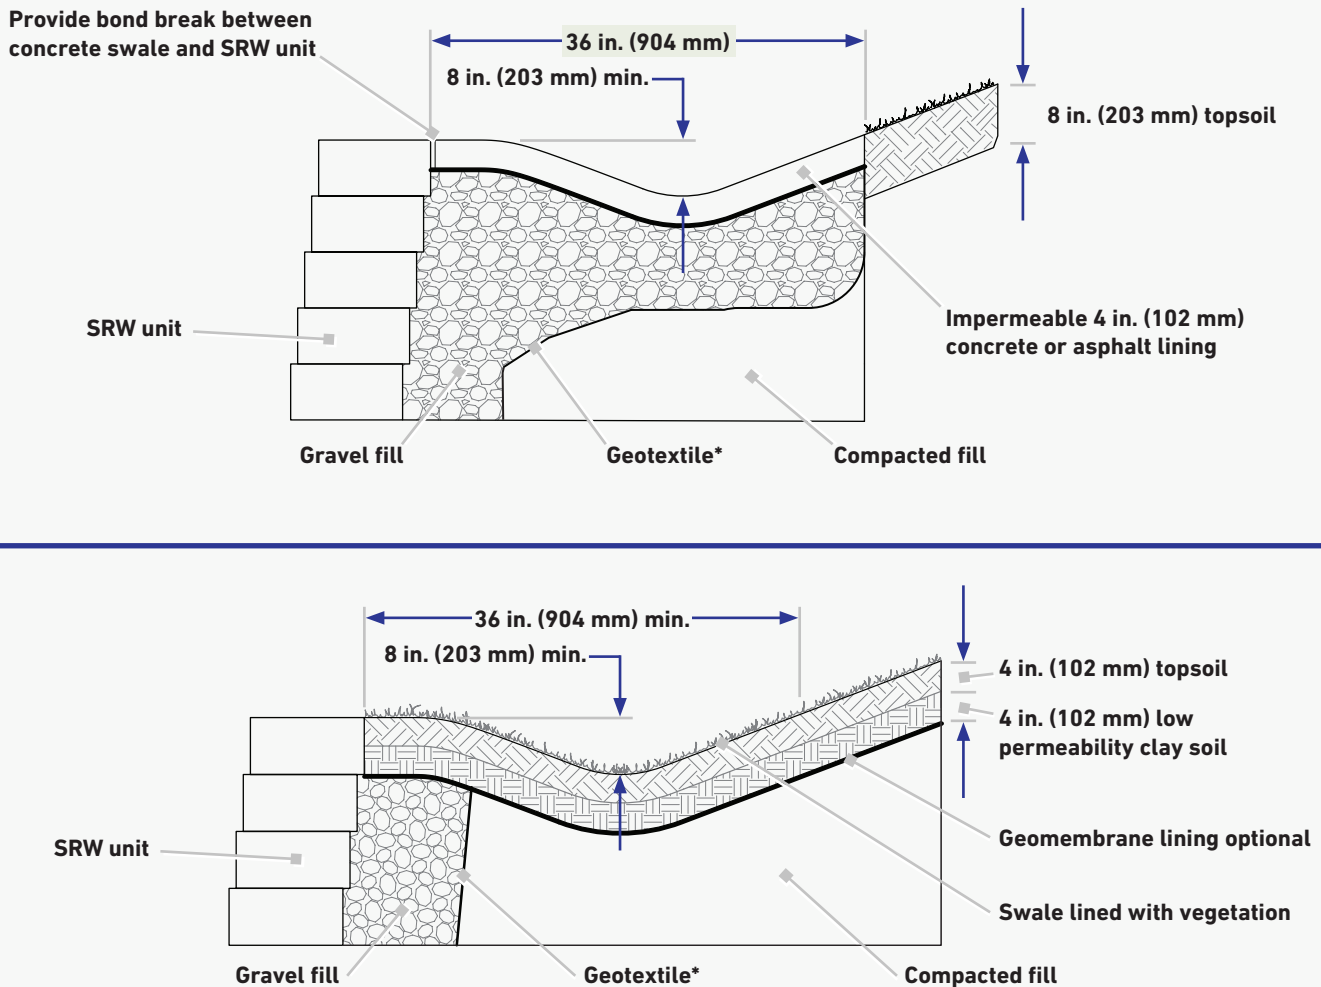 Provide bond break between
concrete swale and SRW unit
36 in. (904 mm)
8 in. (203 mm) min.
8 in. (203 mm) topsoil
SRW unit
Impermeable 4 in. (102 mm)
concrete or asphalt lining
Gravel fill
Geotextile*
Compacted fill
36 in. (904 mm) min.
8 in. (203 mm) min.
4 in. (102 mm) topsoil
4 in. (102 mm) low
permeability clay soil
SRW unit
Geomembrane lining optional
Swale lined with vegetation
Gravel fill
Geotextile*
Compacted fill